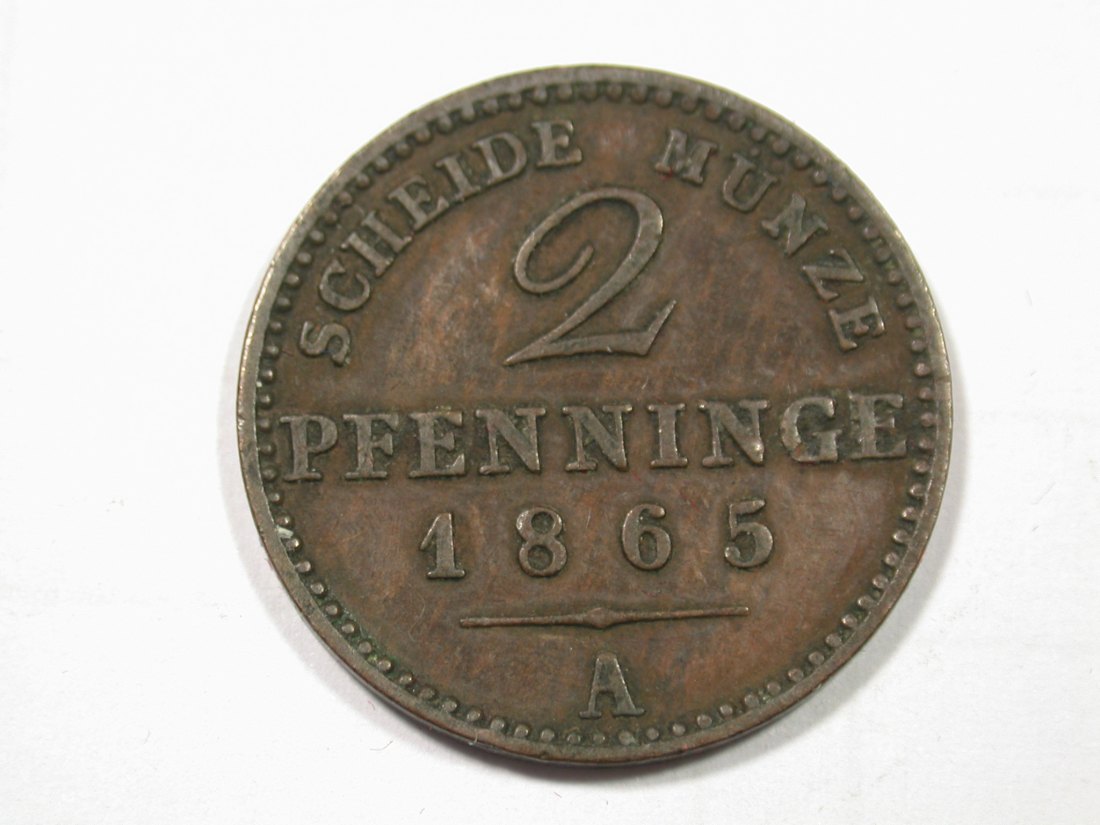 SCHEIDE MÜNZE
2
PFENNINGE
1865
A